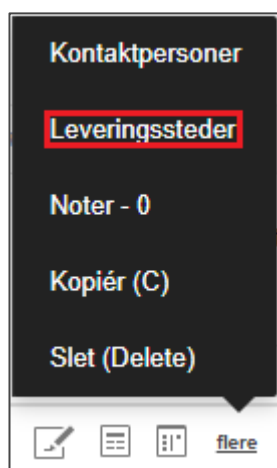 Kontaktpersoner
Leveringssteder
Noter - 0
Kopiér (C)
Slet (Delete)
flere